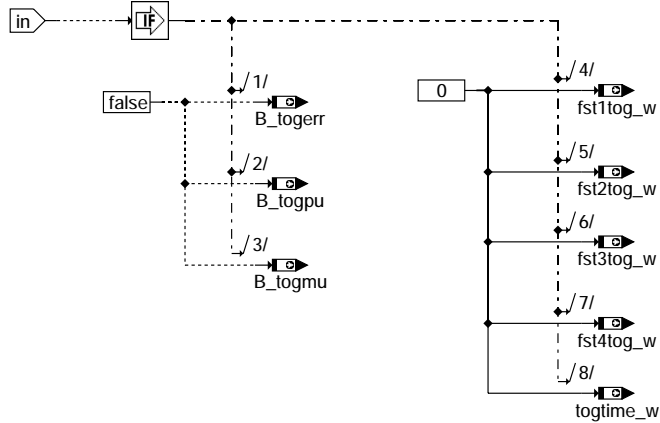 in
IF
1/
false
B_togerr
2/
B_togpu
3/
B_togmu
4/
0
fst1tog_w
5/
fst2tog_w
6/
fst3tog_w
7/
fst4tog_w
8/
togtime_w